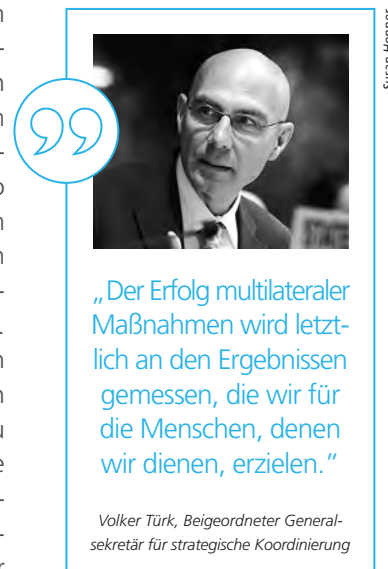 „Der Erfolg multilateraler
Maßnahmen wird letzt-
lich an den Ergebnissen
gemessen, die wir für
die Menschen, denen
wir dienen, erzielen.”
Volker Türk, Beigeordneter General-
sekretär für strategische Koordinierung